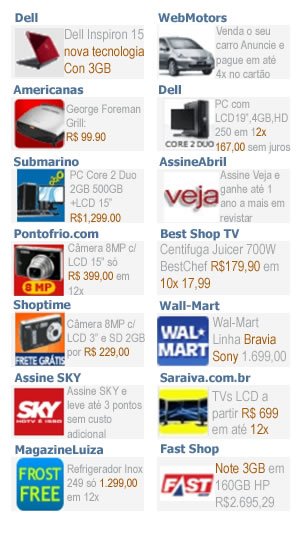 Dell
Dell Inspiron 15
nova tecnologia
Con 3GB
WebMotors
Venda o seu
carro Anuncie e
pague em até
4x no cartão
Americanas
George Foreman
Grill:
R$ 99.90
Dell
CORE 2 DUO
PC com
LCD19",4GB,HD
250 em 12x
167,00 sem juros
Submarino
PC Core 2 Duo
2GB 500GB
+LCD 15"
R$1,299.00
AssineAbril
veja
Assine Veja e
ganhe até 1
ano a mais em
revistar
Pontofrio.com
8 MP
Câmera 8MP c/
LCD 15" só
R$ 399,00 em
12x
Best Shop TV
Centifuga Juicer 700W
BestChef R$179,90 em
10x 17,99
Shoptime
FRETE GRÁTIS
Câmera 8MP c/
LCD 3" e SD 2GB
por R$ 229,00
Wall-Mart
WAL
MART
Wal-Mart
Linha Bravia
Sony 1.699,00
Assine SKY
SKY
HDTV É ISSO
Assine SKY e
leve até 3 pontos
sem custo
adicional
Saraiva.com.br
TVs LCD a
partir R$ 699
em até 12x
MagazineLuiza
FROST
FREE
Refrigerador Inox
249 só 1.299,00
em 12x
Fast Shop
FAST
Note 3GB em
160GB HP
R$2.695,29